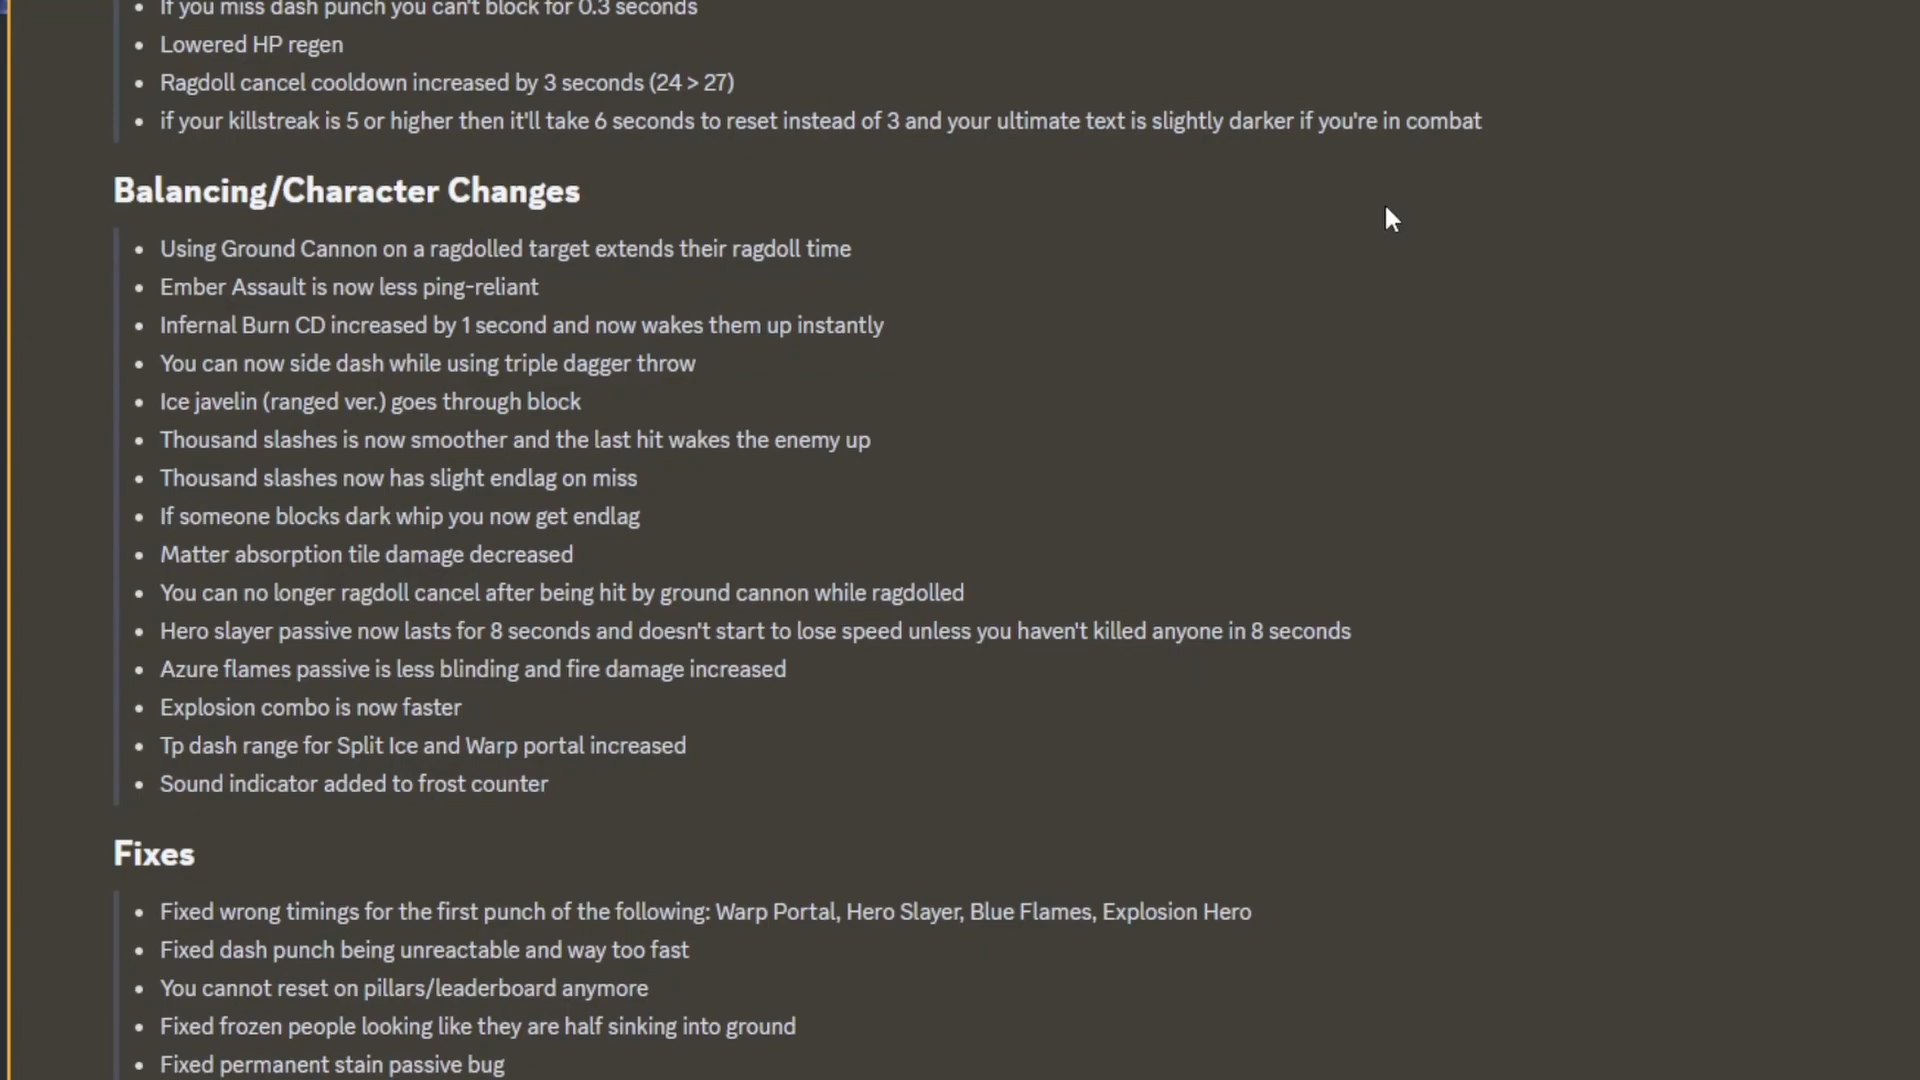 If you miss dash punch you can't block for 0.3 seconds
Lowered HP regen
Ragdoll cancel cooldown increased by 3 seconds (24 > 27)
if your killstreak is 5 or higher then it'll take 6 seconds to reset instead of 3 and your ultimate text is slightly darker if you're in combat
Balancing/Character Changes
Using Ground Cannon on a ragdolled target extends their ragdoll time
Ember Assault is now less ping-reliant
Infernal Burn CD increased by 1 second and now wakes them up instantly
You can now side dash while using triple dagger throw
Ice javelin (ranged ver.) goes through block
Thousand slashes is now smoother and the last hit wakes the enemy up
Thousand slashes now has slight endlag on miss
If someone blocks dark whip you now get endlag
Matter absorption tile damage decreased
You can no longer ragdoll cancel after being hit by ground cannon while ragdolled
Hero slayer passive now lasts for 8 seconds and doesn't start to lose speed unless you haven't killed anyone in 8 seconds
Azure flames passive is less blinding and fire damage increased
Explosion combo is now faster
Tp dash range for Split Ice and Warp portal increased
Sound indicator added to frost counter
Fixes
Fixed wrong timings for the first punch of the following: Warp Portal, Hero Slayer, Blue Flames, Explosion Hero
Fixed dash punch being unreactable and way too fast
You cannot reset on pillars/leaderboard anymore
Fixed frozen people looking like they are half sinking into ground
Fixed permanent stain passive bug